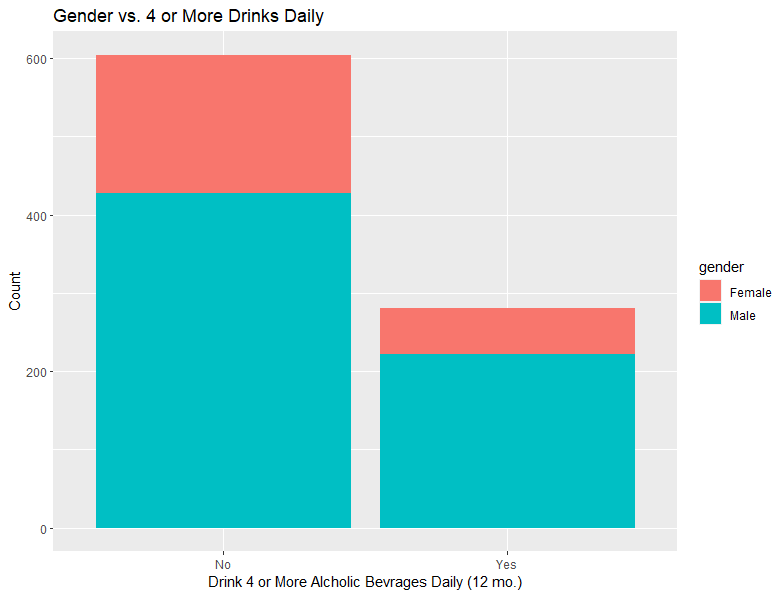 Gender vs. 4 or More Drinks Daily
600
400
200
0
Count
No
Yes
Drink 4 or More Alcholic Bevrages Daily (12 mo.)
gender
Female
Male